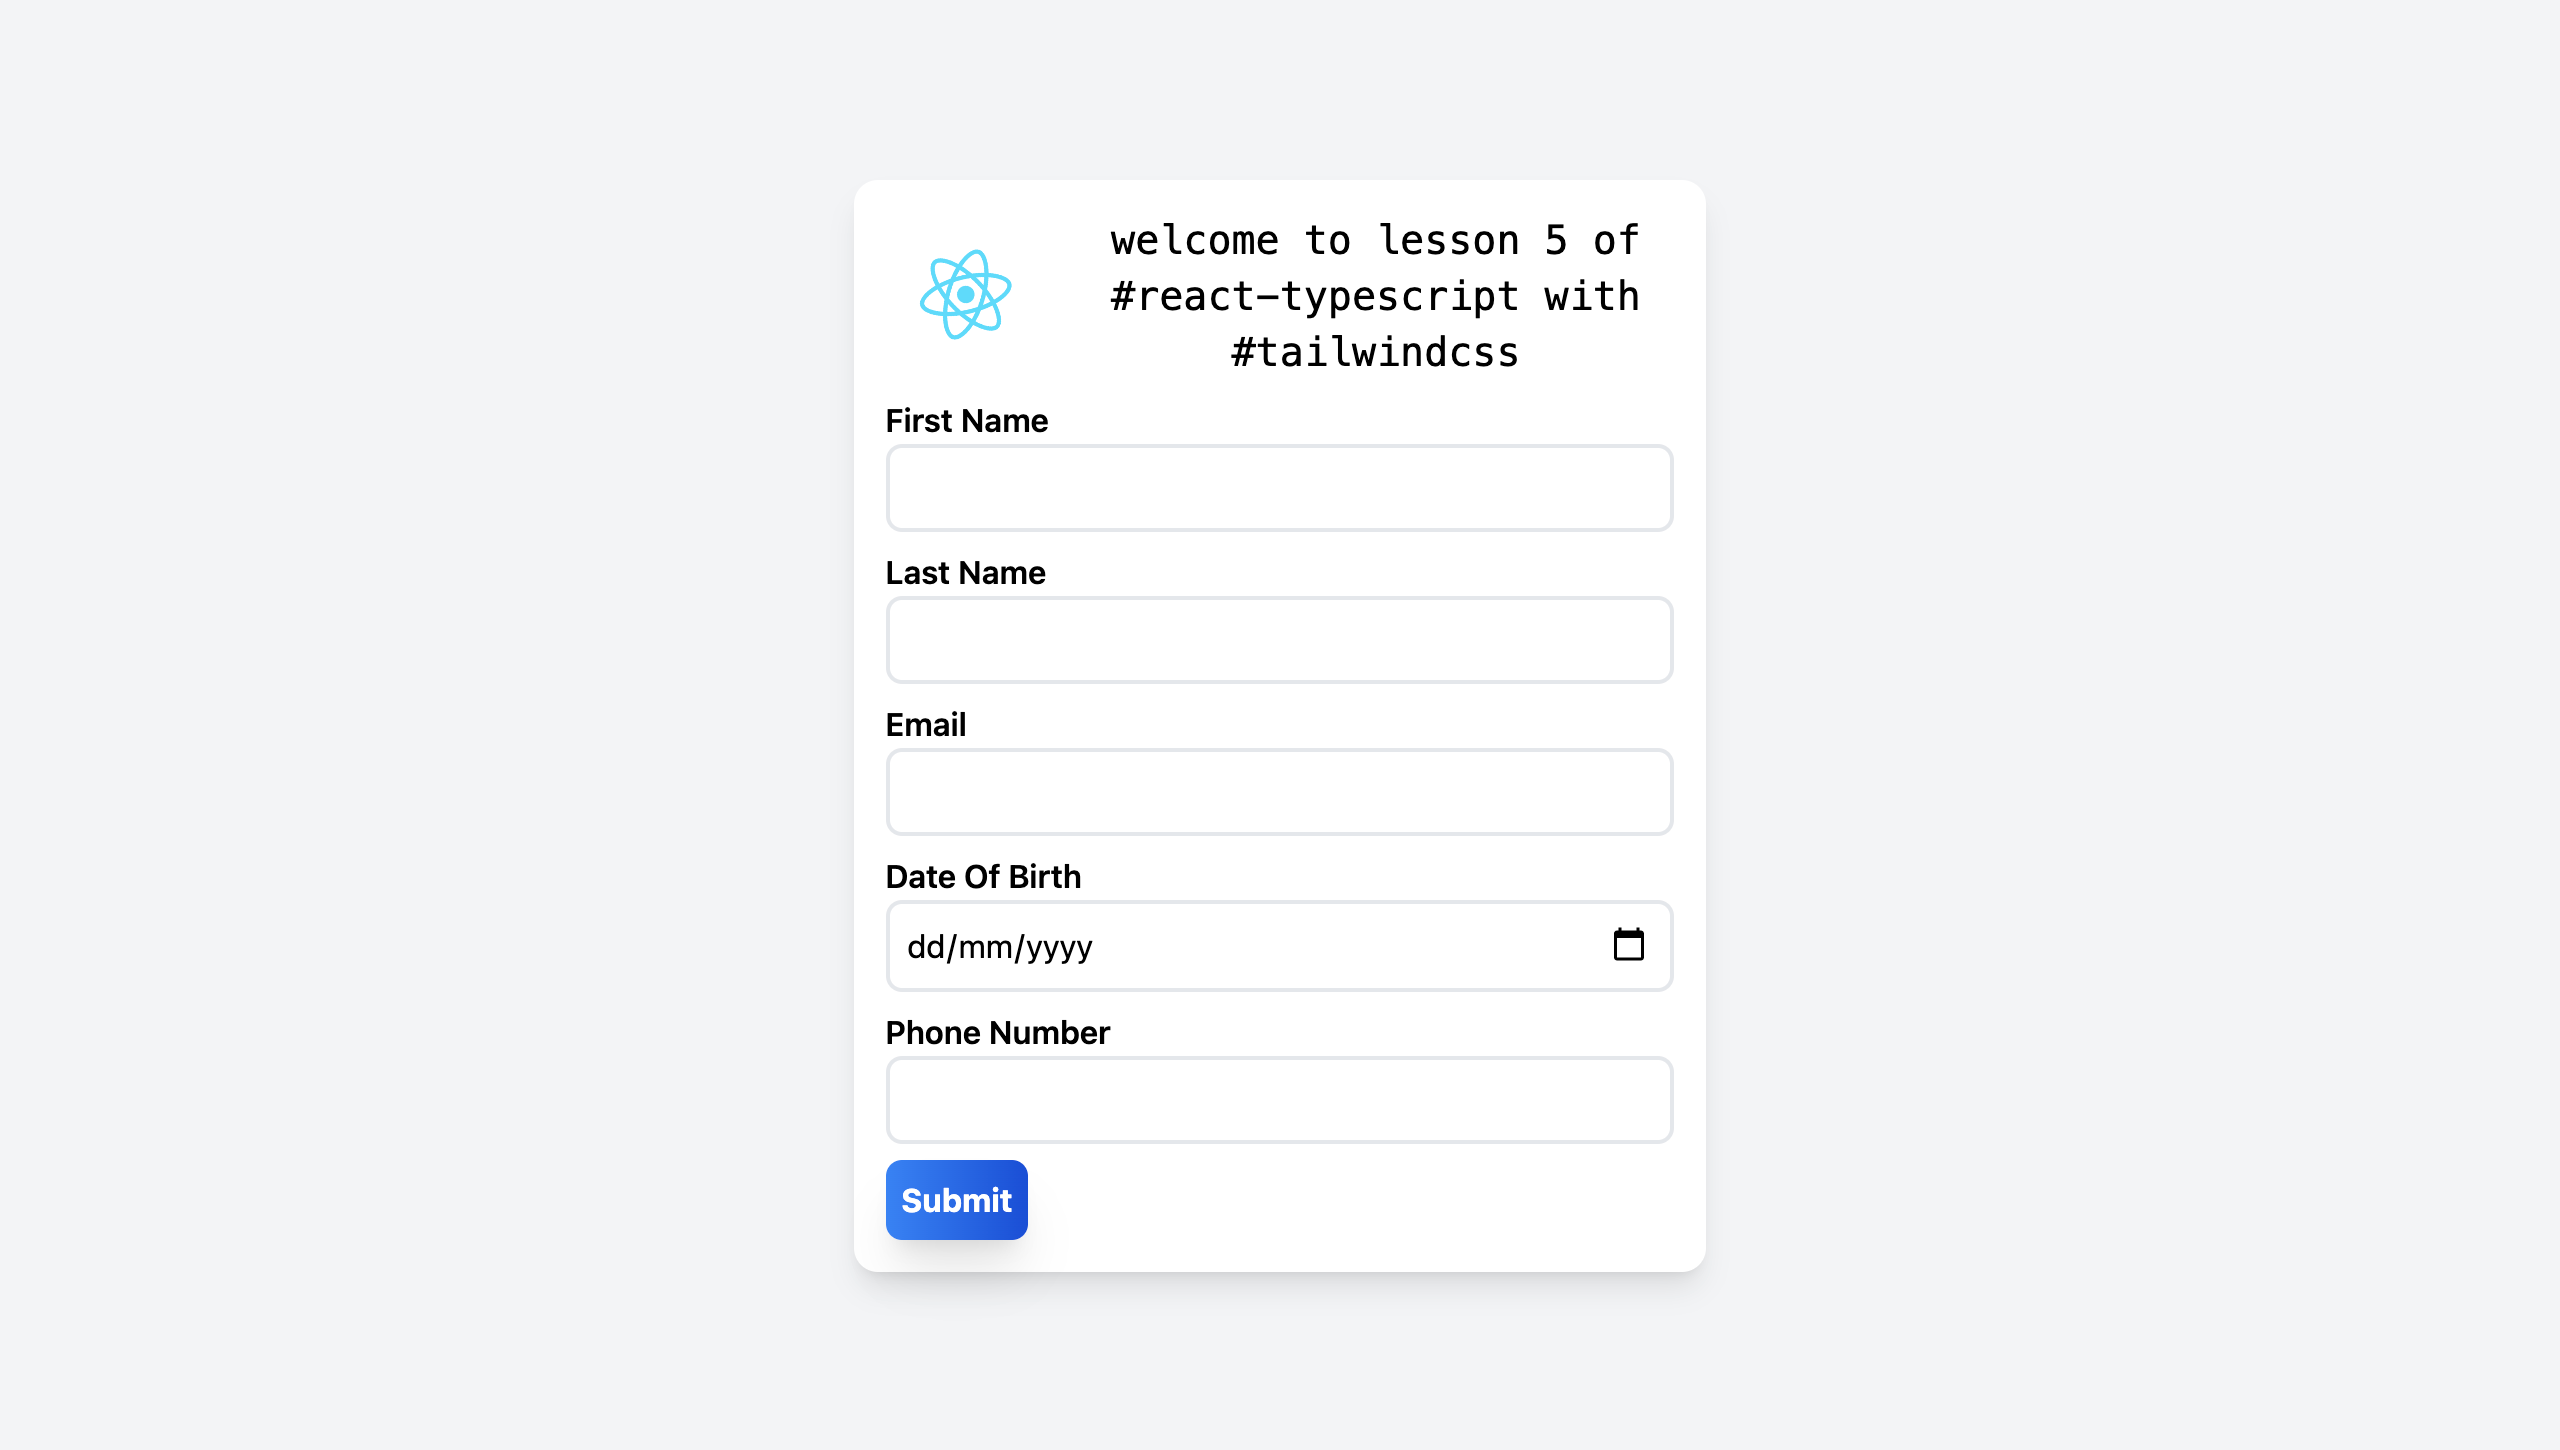 welcome to lesson 5 of
#react-typescript with
#tailwindcss
First Name
Last Name
Email
Date Of Birth
dd/mm/yyyy
Phone Number
Submit